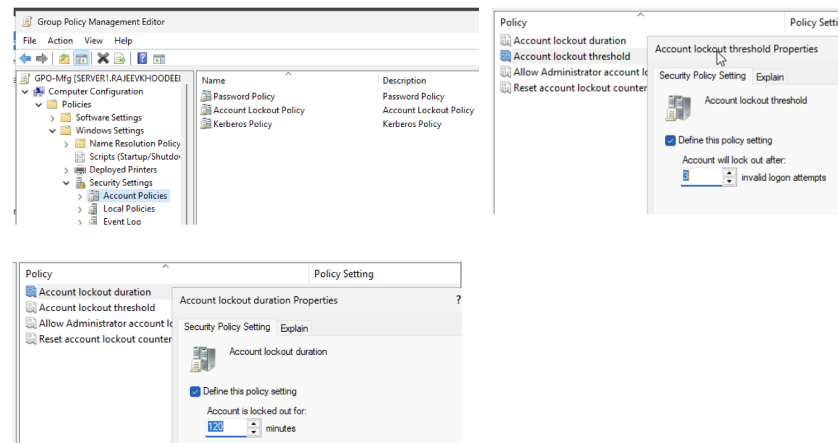 Group Policy Management Editor
File Action View Help
GPO-Mfg [SERVER1.RAJEEVKHOODEEI
Computer Configuration
Policies
Software Settings
Windows Settings
Name Resolution Policy
Scripts (Startup/Shutdo
Deployed Printers
Security Settings
Account Policies
Local Policies
Event Log
Name Description
Password Policy Password Policy
Account Lockout Policy Account Lockout Policy
Kerberos Policy Kerberos Policy
Policy Policy Setti
Account lockout duration
Account lockout threshold
Allow Administrator account lo
Reset account lockout counter
Account lockout threshold Properties
Security Policy Setting Explain
Account lockout threshold
Define this policy setting
Account will lock out after:
3 invalid logon attempts
Policy Policy Setting
Account lockout duration
Account lockout threshold
Allow Administrator account lo
Reset account lockout counter
Account lockout duration Properties ?
Security Policy Setting Explain
Account lockout duration
Define this policy setting
Account is locked out for:
120 minutes